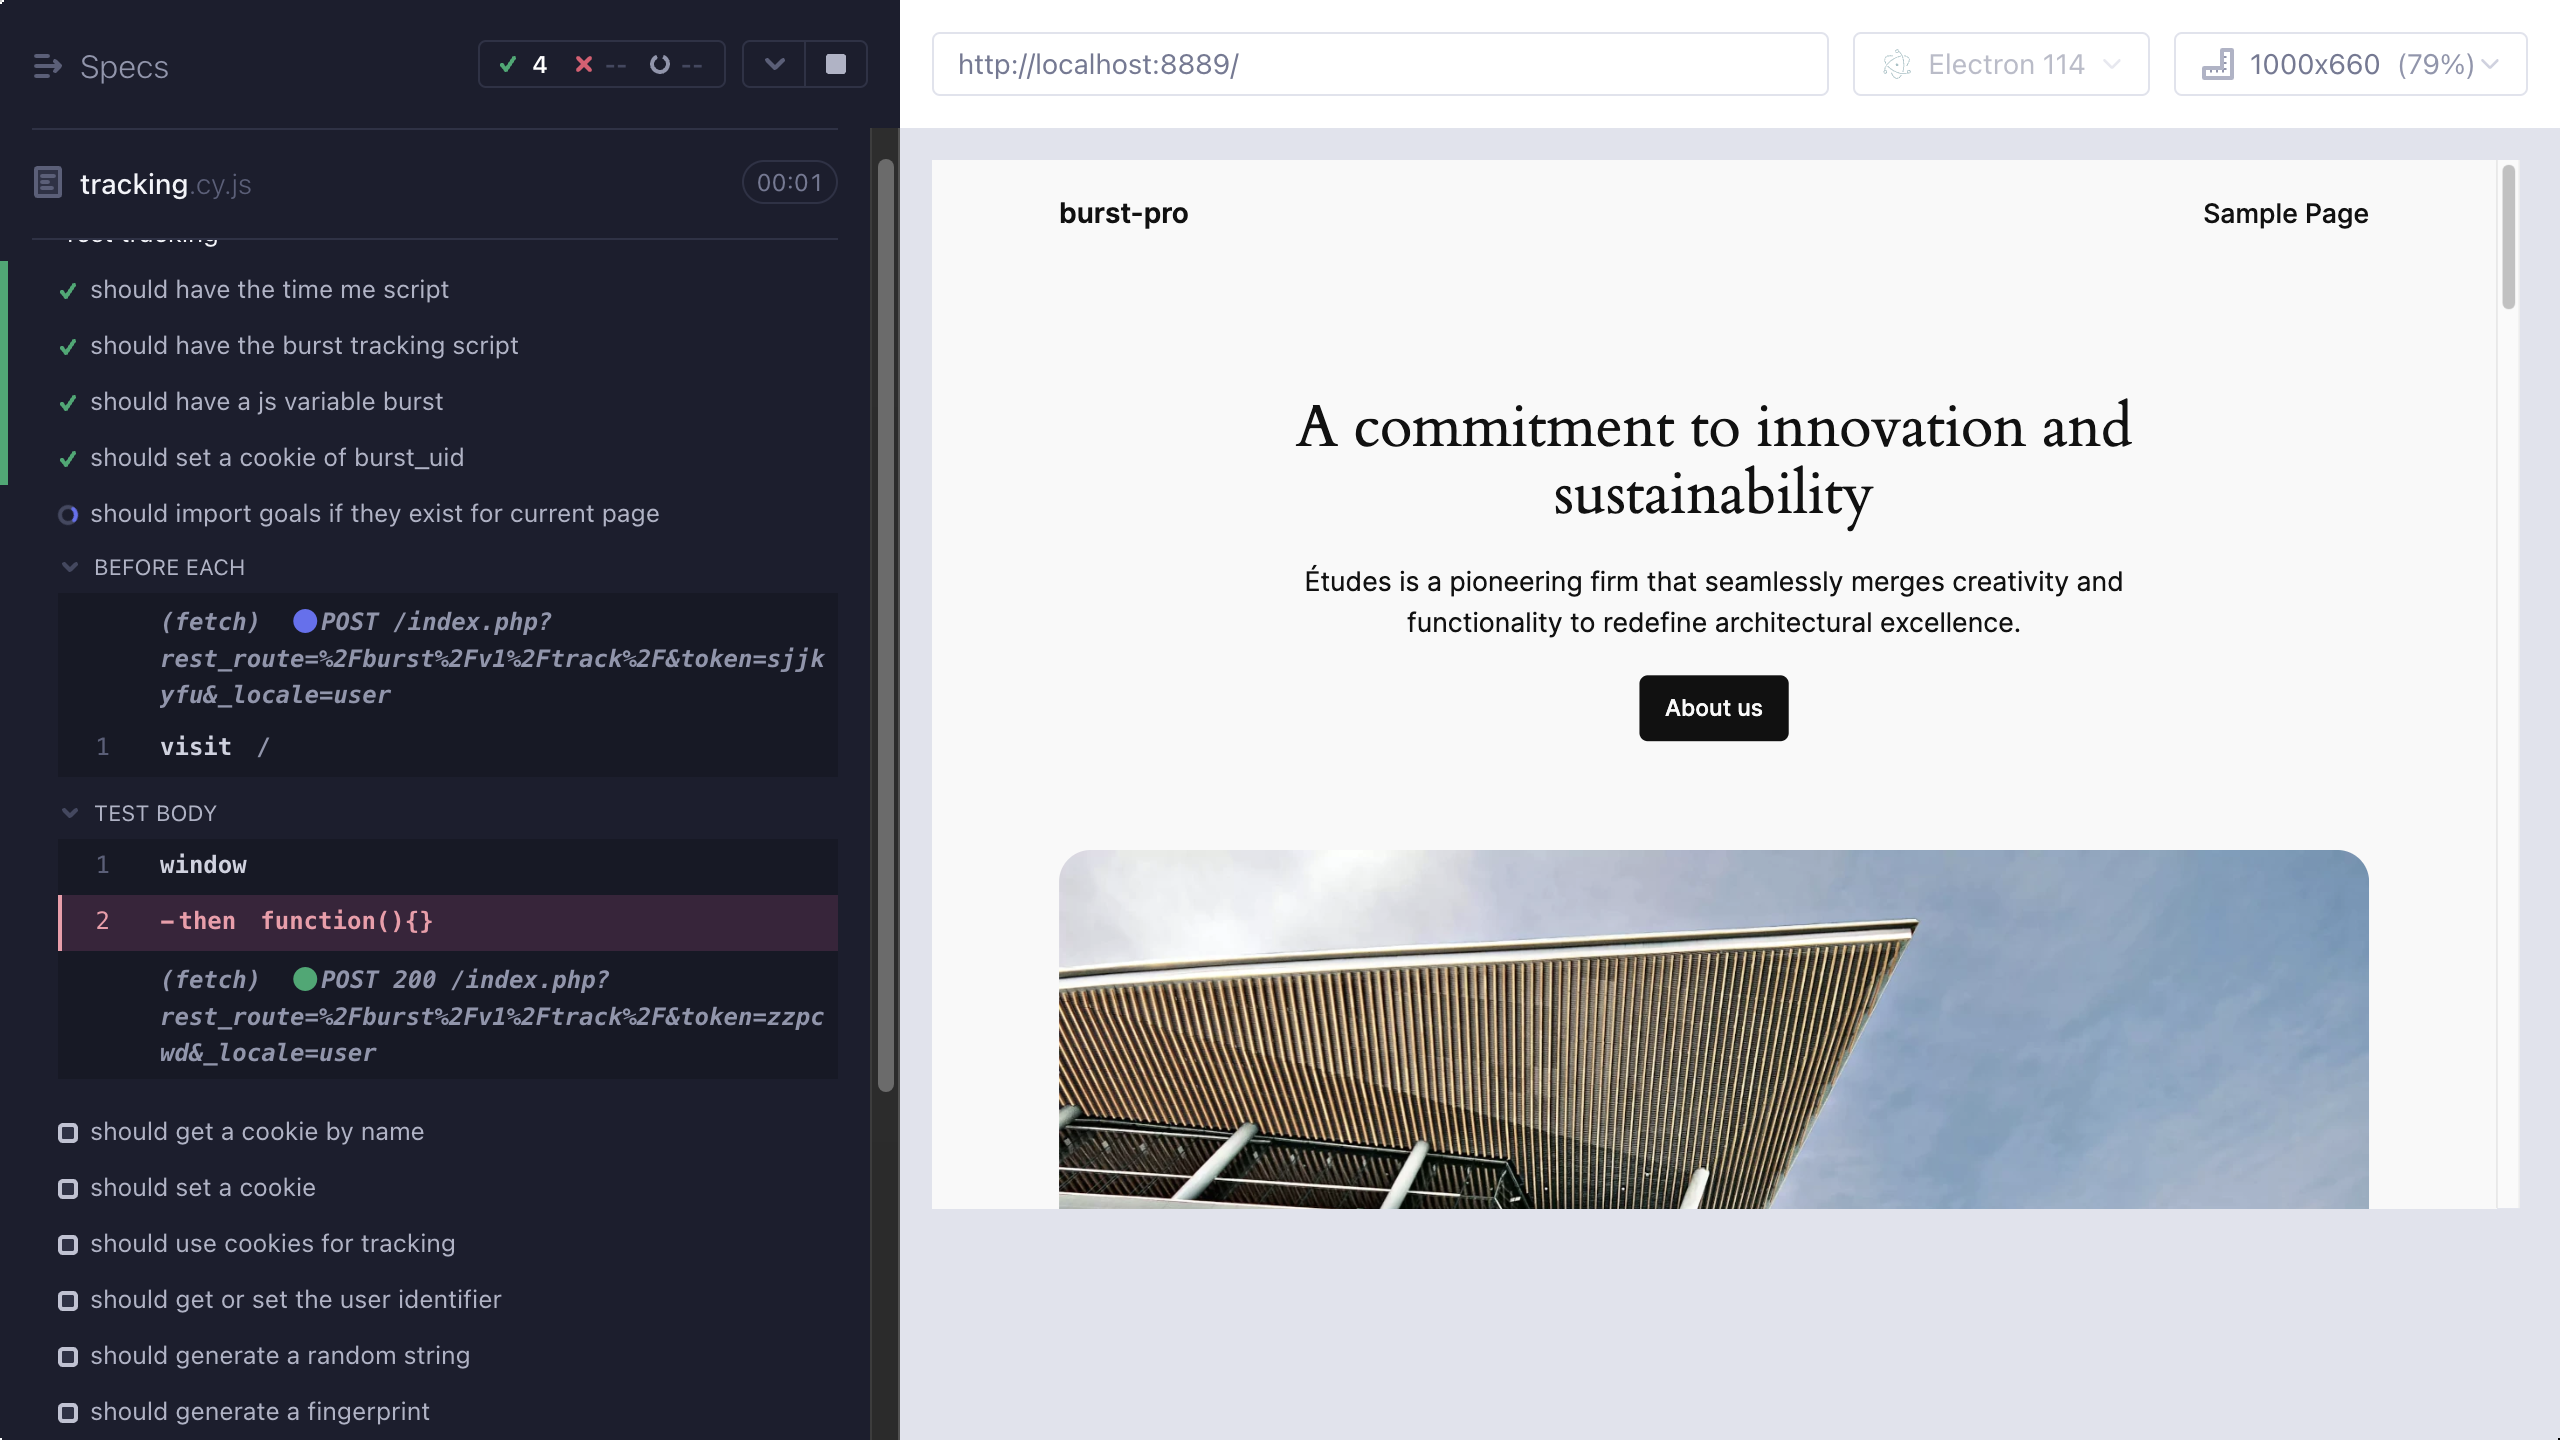 Specs
4
--
--
tracking.cy.js
00:01
Test tracking
should have the time me script
should have the burst tracking script
should have a js variable burst
should set a cookie of burst_uid
should import goals if they exist for current page
BEFORE EACH
(fetch) POST /index.php?
rest_route=%2Fburst%2Fv1%2Ftrack%2F&token=sjjk
yfu&_locale=user
1 visit /
TEST BODY
1 window
2 -then function(){}
(fetch) POST 200 /index.php?
rest_route=%2Fburst%2Fv1%2Ftrack%2F&token=zzpc
wd&_locale=user
should get a cookie by name
should set a cookie
should use cookies for tracking
should get or set the user identifier
should generate a random string
should generate a fingerprint
http://localhost:8889/
Electron 114
1000x660 (79%)
burst-pro
Sample Page
A commitment to innovation and
sustainability
Études is a pioneering firm that seamlessly merges creativity and
functionality to redefine architectural excellence.
About us